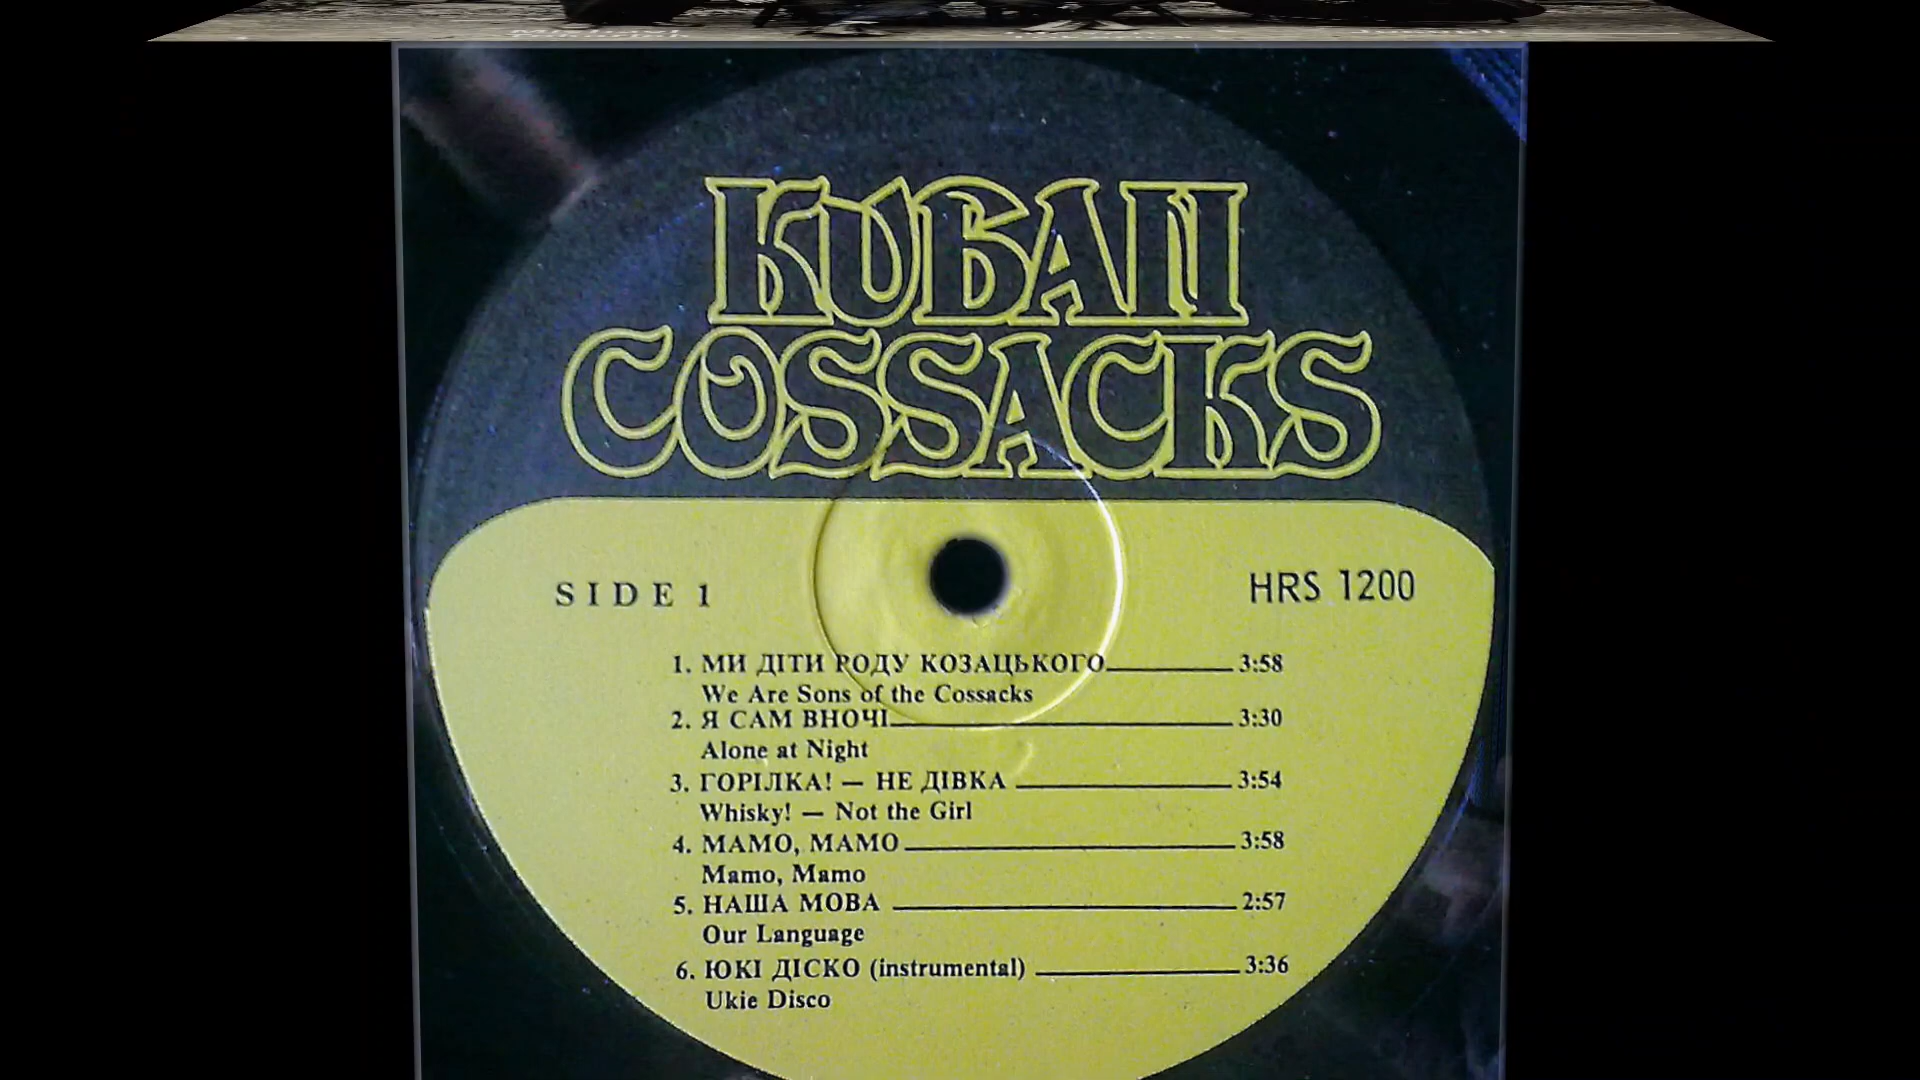 KUBAN
COSSACKS
SIDE 1
HRS 1200
1. МИ ДІТИ РОДУ КОЗАЦЬКОГО 3:58
We Are Sons of the Cossacks
2. Я САМ ВНОЧІ 3:30
Alone at Night
3. ГОРІЛКА! — НЕ ДІВКА 3:54
Whisky! — Not the Girl
4. МАМО, МАМО 3:58
Mamo, Mamo
5. НАША МОВА 2:57
Our Language
6. ЮКІ ДІСКО (instrumental) 3:36
Ukie Disco